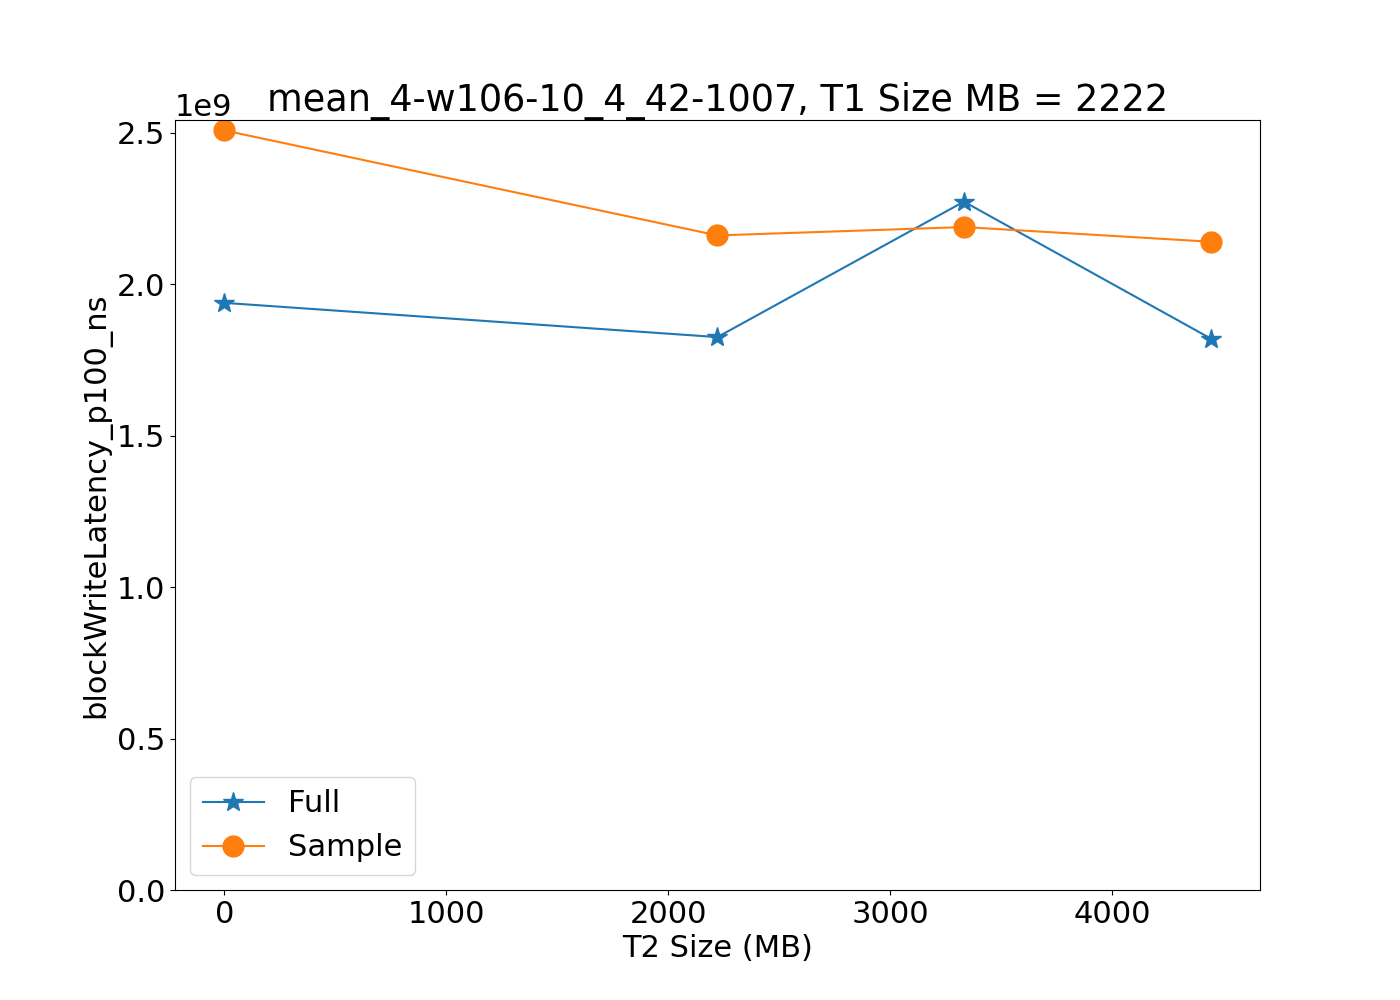 mean_4-w106-10_4_42-1007, T1 Size MB = 2222
1e9
2.5
2.0
1.5
1.0
0.5
0.0
blockWriteLatency_p100_ns
Full
Sample
0 1000 2000 3000 4000
T2 Size (MB)